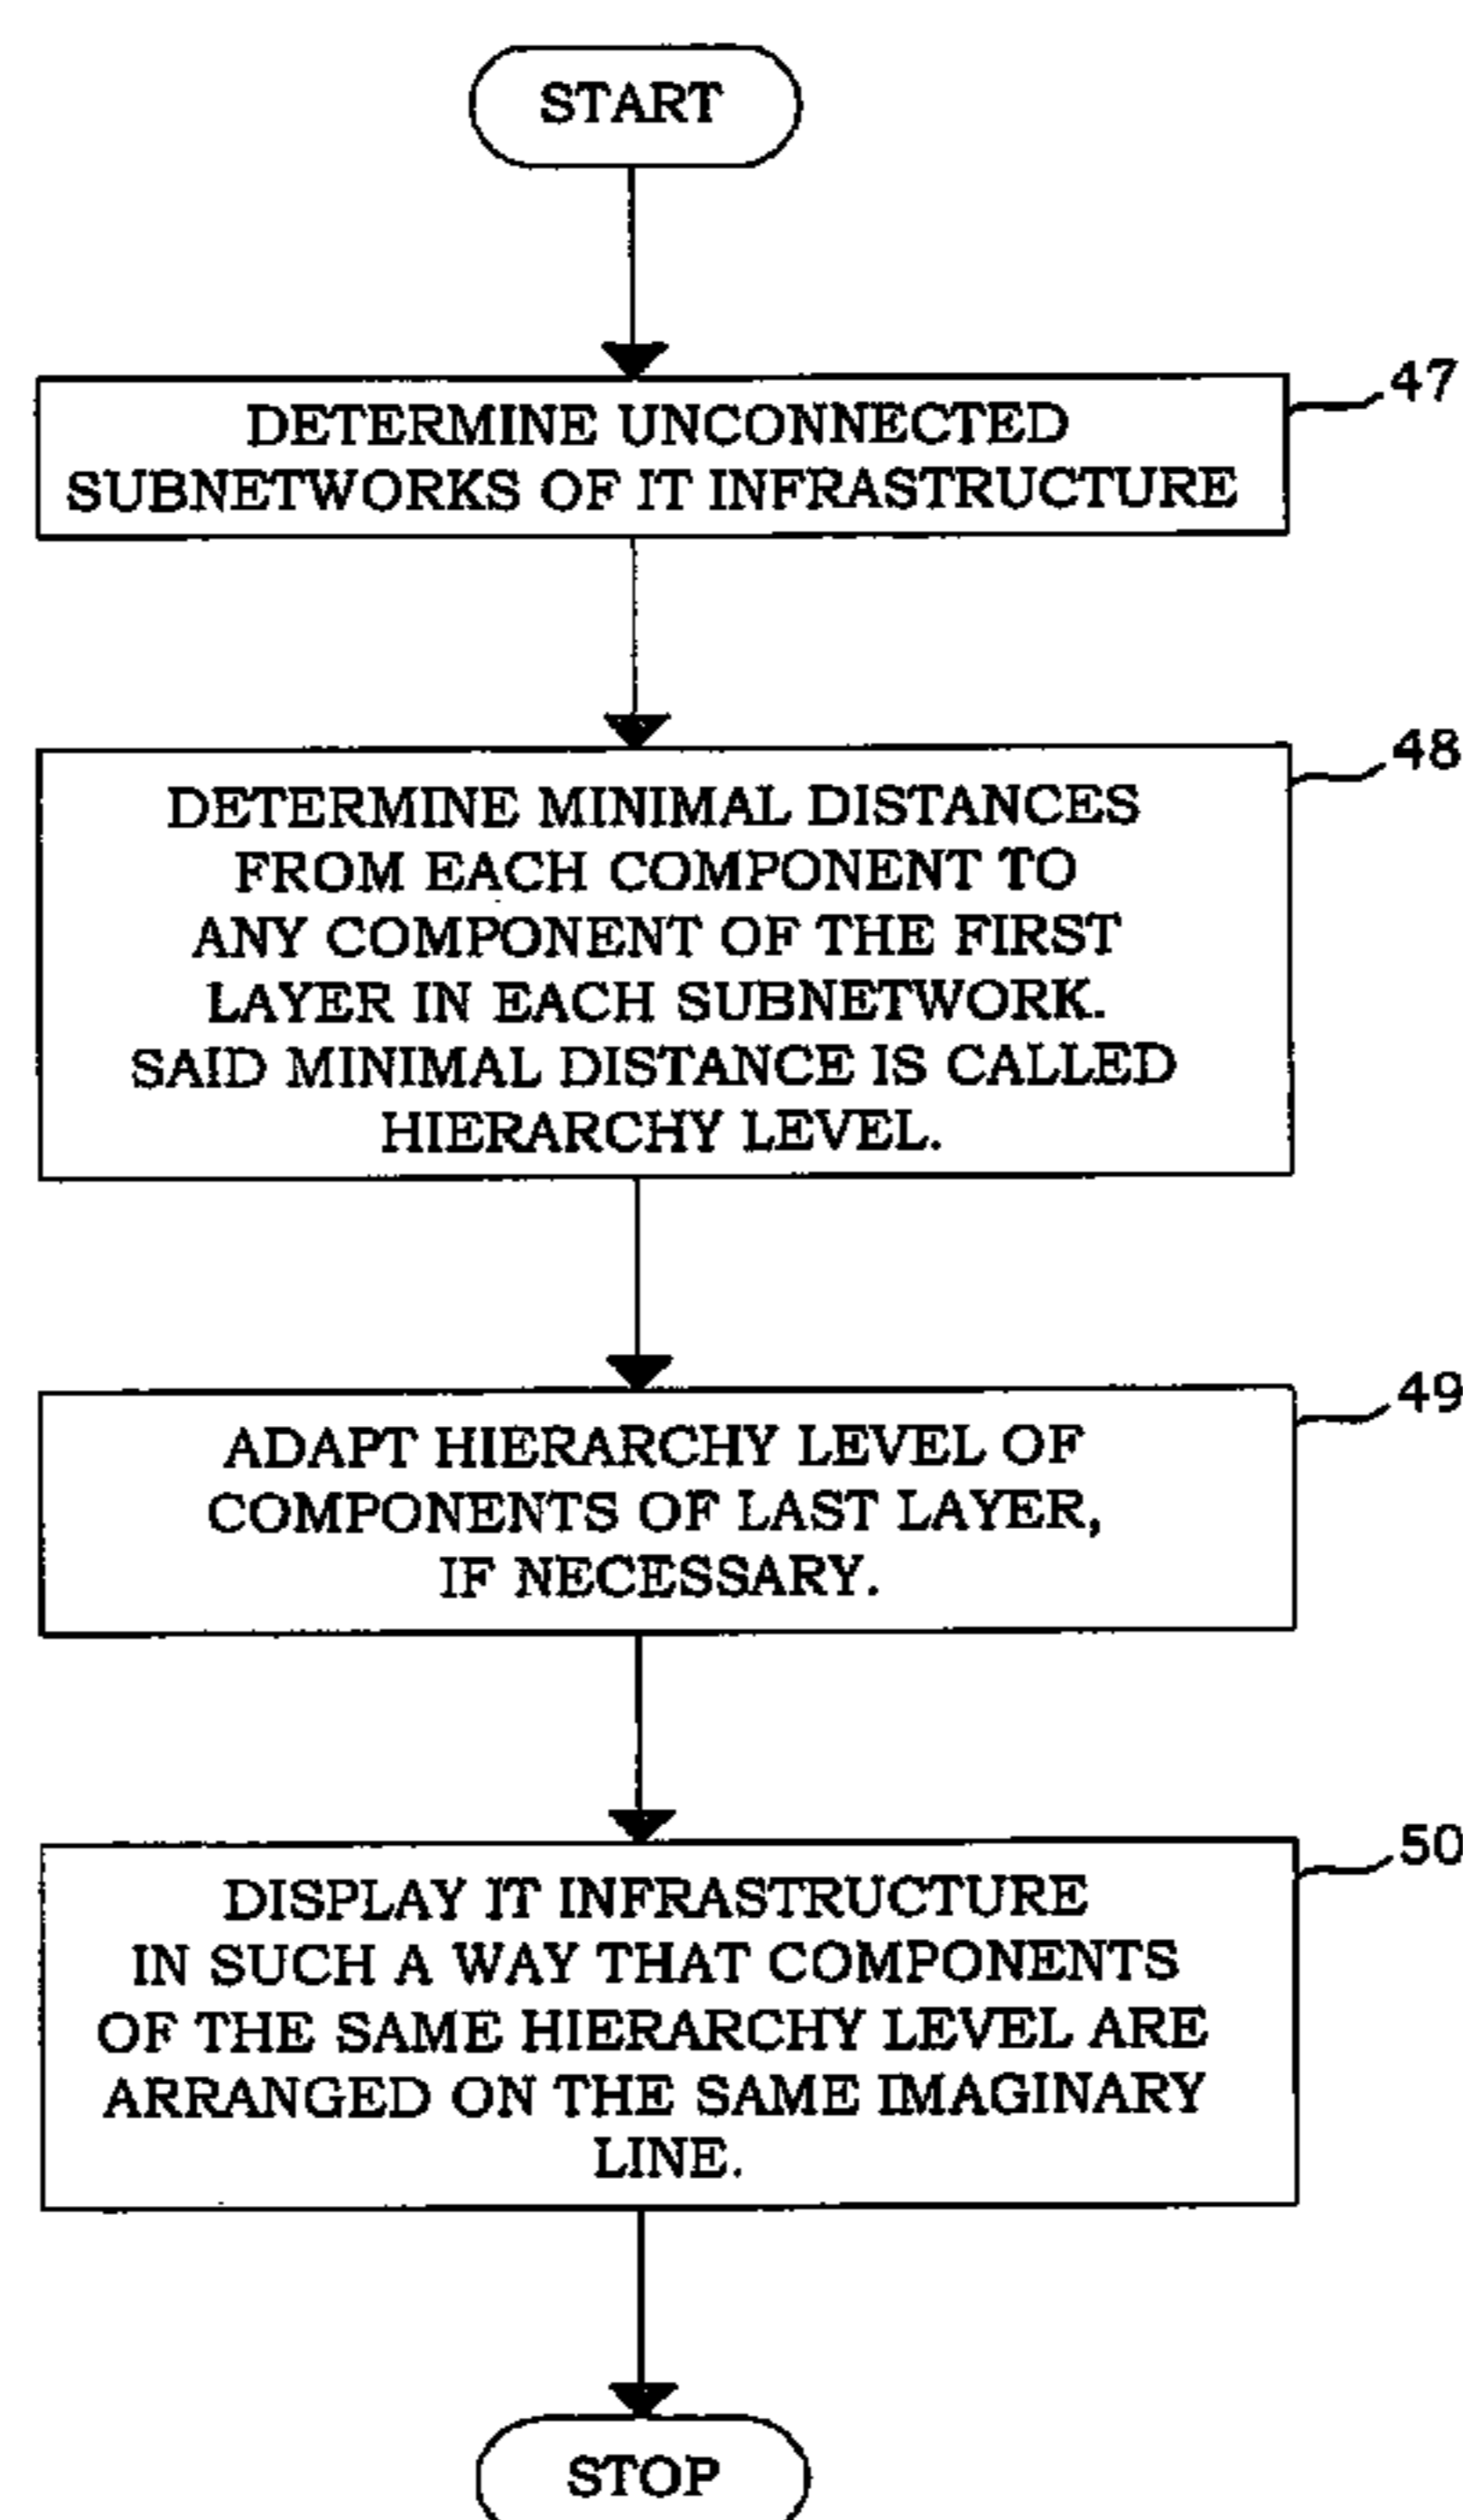 START
47
DETERMINE UNCONNECTED
SUBNETWORKS OF IT INFRASTRUCTURE
48
DETERMINE MINIMAL DISTANCES
FROM EACH COMPONENT TO
ANY COMPONENT OF THE FIRST
LAYER IN EACH SUBNETWORK.
SAID MINIMAL DISTANCE IS CALLED
HIERARCHY LEVEL.
49
ADAPT HIERARCHY LEVEL OF
COMPONENTS OF LAST LAYER,
IF NECESSARY.
50
DISPLAY IT INFRASTRUCTURE
IN SUCH A WAY THAT COMPONENTS
OF THE SAME HIERARCHY LEVEL ARE
ARRANGED ON THE SAME IMAGINARY
LINE.
STOP